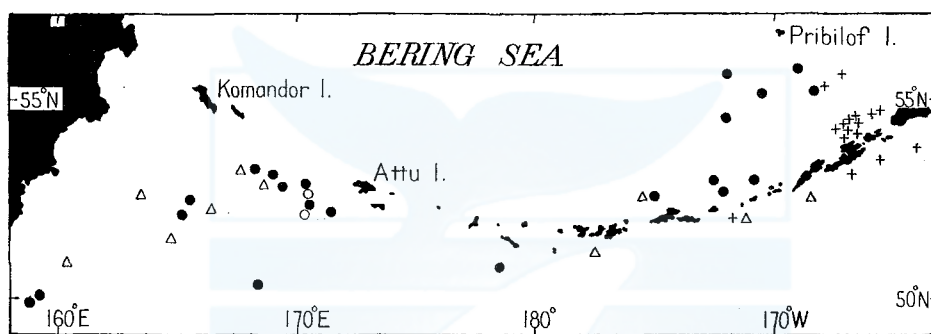 BERING SEA
Pribilof I.
55°N
Komandor I.
55°N
Attu I.
50°N
160°E
170°E
180°
170°W